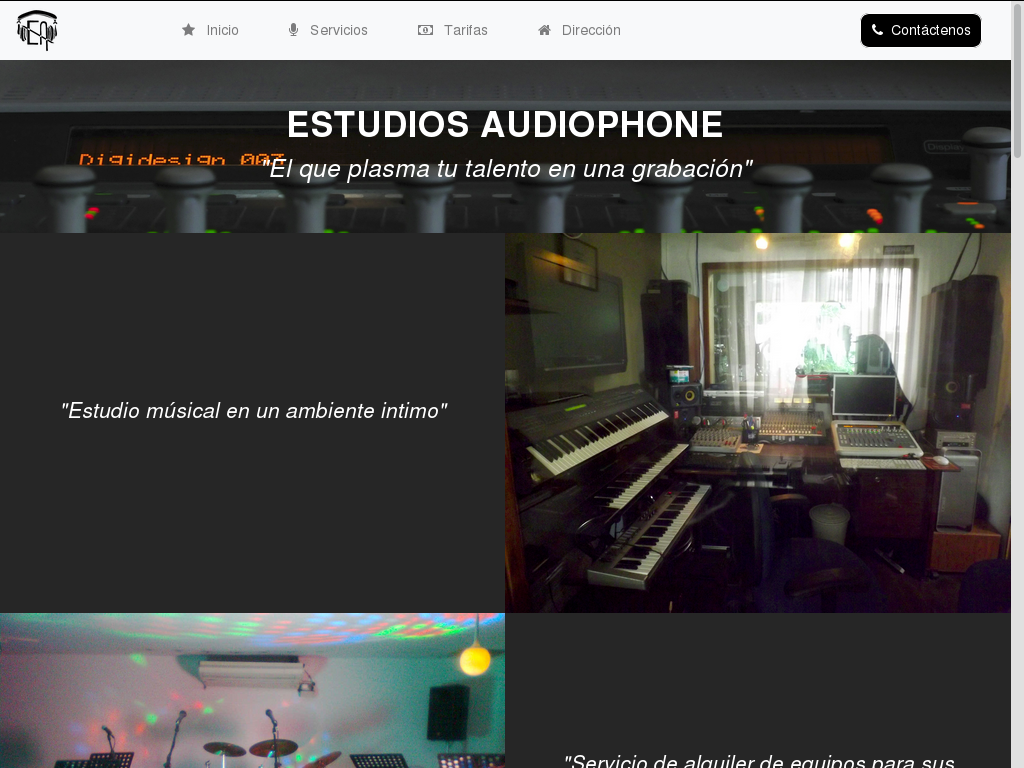 Inicio
Servicios
Tarifas
Dirección
Contáctenos
ESTUDIOS AUDIOPHONE
Digidesign 003
Display
"El que plasma tu talento en una grabación"
"Estudio músical en un ambiente intimo"
"Servicio de alquiler de equipos para sus